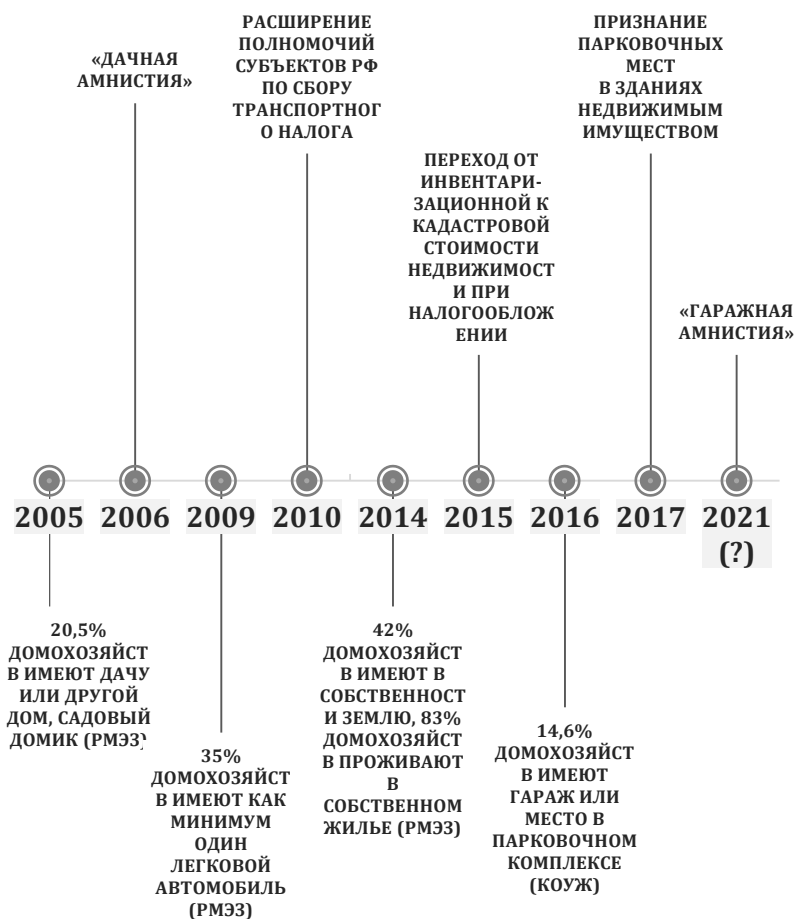 «ДАЧНАЯ
АМНИСТИЯ»
РАСШИРЕНИЕ
ПОЛНОМОЧИЙ
СУБЪЕКТОВ РФ
ПО СБОРУ
ТРАНСПОРТНОГ
О НАЛОГА
ПЕРЕХОД ОТ
ИНВЕНТАРИ-
ЗАЦИОННОЙ К
КАДАСТРОВОЙ
СТОИМОСТИ
НЕДВИЖИМОСТ
И ПРИ
НАЛОГООБЛОЖ
ЕНИИ
ПРИЗНАНИЕ
ПАРКОВОЧНЫХ
МЕСТ
В ЗДАНИЯХ
НЕДВИЖИМЫМ
ИМУЩЕСТВОМ
«ГАРАЖНАЯ
АМНИСТИЯ»
2005 2006 2009 2010 2014 2015 2016 2017 2021
(?)
20,5%
ДОМОХОЗЯЙСТ
В ИМЕЮТ ДАЧУ
ИЛИ ДРУГОЙ
ДОМ, САДОВЫЙ
ДОМИК (РМЭЗ)
35%
ДОМОХОЗЯЙСТ
В ИМЕЮТ КАК
МИНИМУМ
ОДИН
ЛЕГКОВОЙ
АВТОМОБИЛЬ
(РМЭЗ)
42%
ДОМОХОЗЯЙСТ
В ИМЕЮТ В
СОБСТВЕННОСТ
И ЗЕМЛЮ, 83%
ДОМОХОЗЯЙСТ
В ПРОЖИВАЮТ
В
СОБСТВЕННОМ
ЖИЛЬЕ (РМЭЗ)
14,6%
ДОМОХОЗЯЙСТ
В ИМЕЮТ
ГАРАЖ ИЛИ
МЕСТО В
ПАРКОВОЧНОМ
КОМПЛЕКСЕ
(КОУЖ)